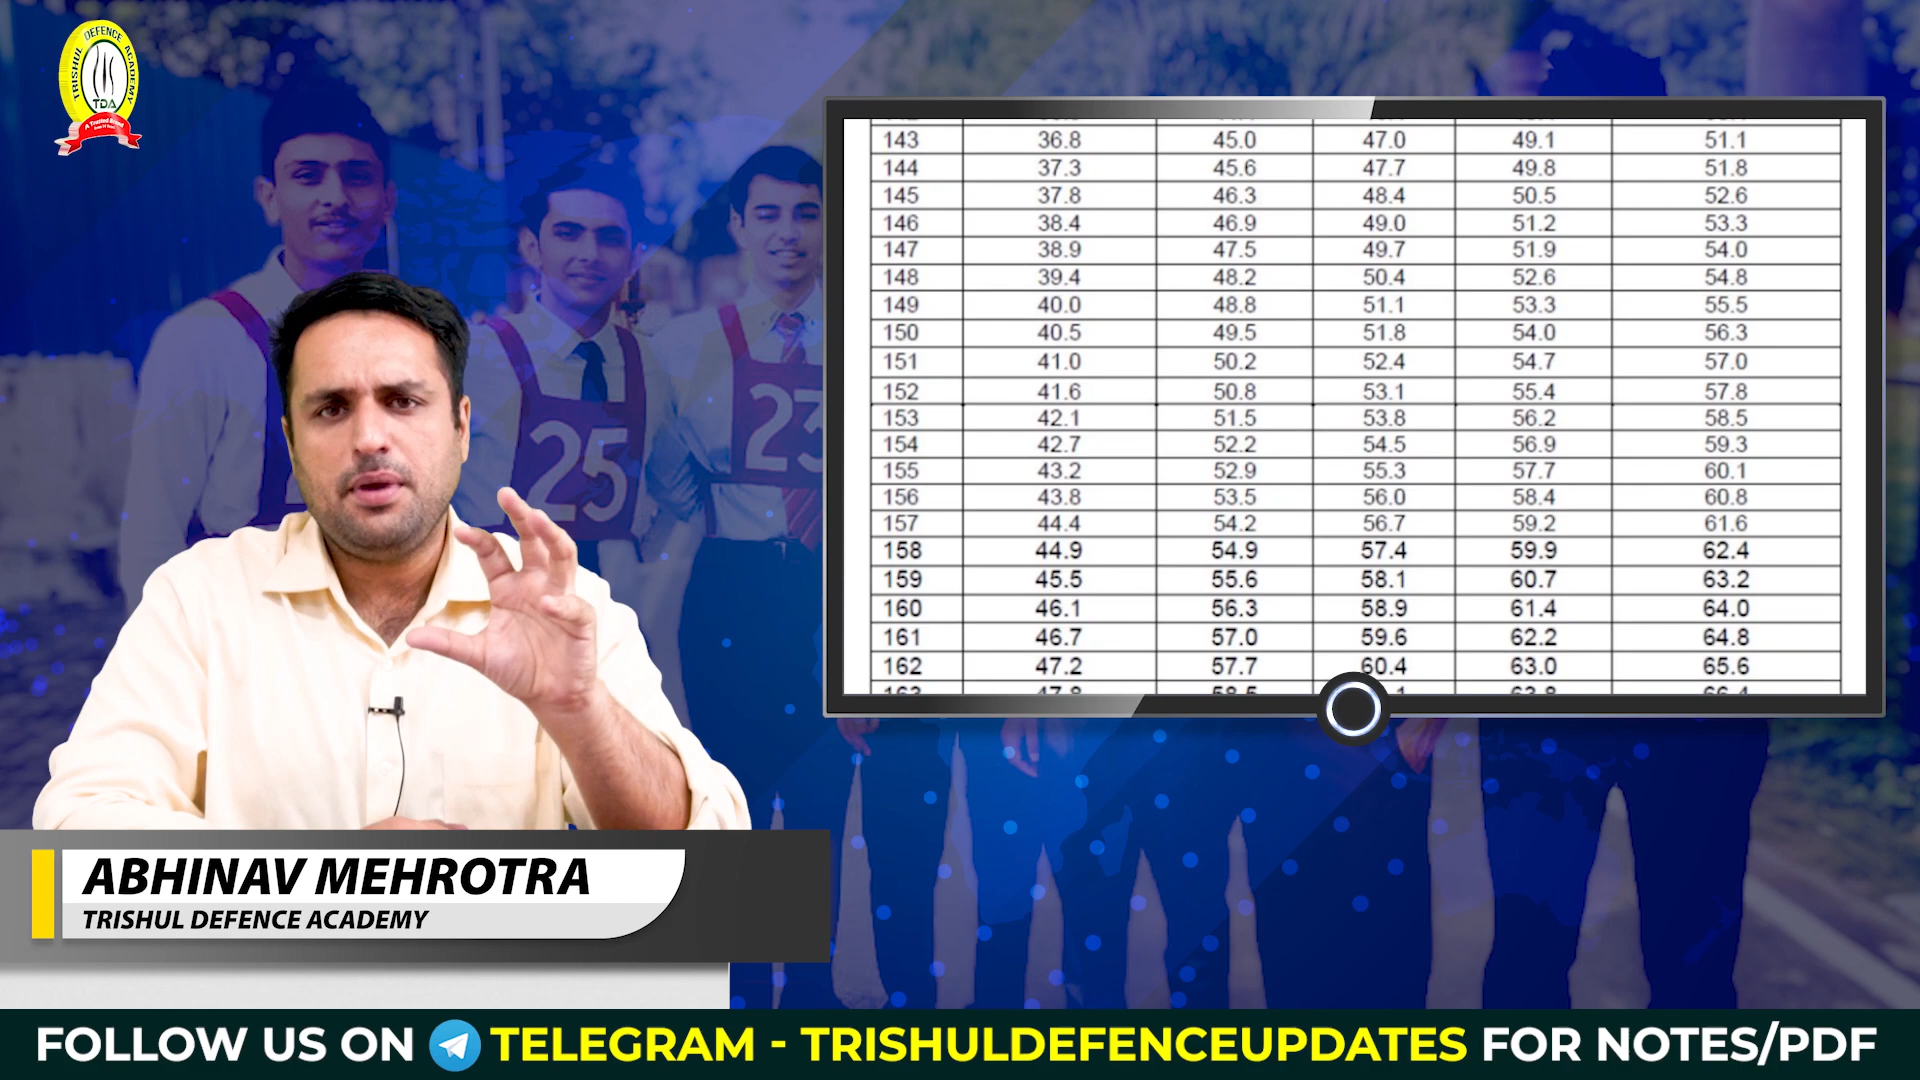 TRISHUL DEFENCE ACADEMY
TDA
A Trusted Brand
143 36.8 45.0 47.0 49.1 51.1
144 37.3 45.6 47.7 49.8 51.8
145 37.8 46.3 48.4 50.5 52.6
146 38.4 46.9 49.0 51.2 53.3
147 38.9 47.5 49.7 51.9 54.0
148 39.4 48.2 50.4 52.6 54.8
149 40.0 48.8 51.1 53.3 55.5
150 40.5 49.5 51.8 54.0 56.3
151 41.0 50.2 52.4 54.7 57.0
152 41.6 50.8 53.1 55.4 57.8
153 42.1 51.5 53.8 56.2 58.5
154 42.7 52.2 54.5 56.9 59.3
155 43.2 52.9 55.3 57.7 60.1
156 43.8 53.5 56.0 58.4 60.8
157 44.4 54.2 56.7 59.2 61.6
158 44.9 54.9 57.4 59.9 62.4
159 45.5 55.6 58.1 60.7 63.2
160 46.1 56.3 58.9 61.4 64.0
161 46.7 57.0 59.6 62.2 64.8
162 47.2 57.7 60.4 63.0 65.6
25
23
ABHINAV MEHROTRA
TRISHUL DEFENCE ACADEMY
FOLLOW US ON TELEGRAM - TRISHULDEFENCEUPDATES FOR NOTES/PDF